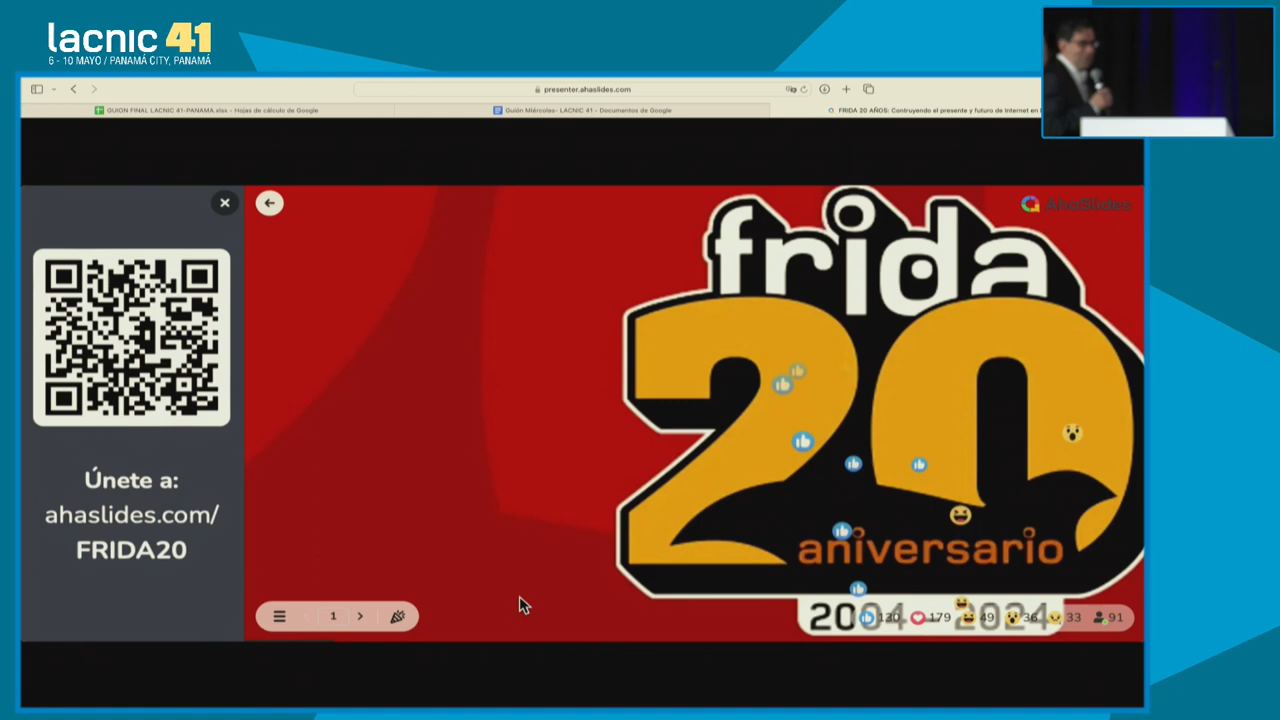 lacnic 41
6 - 10 MAYO / PANAMÁ CITY, PANAMÁ
presenter.ahaslides.com
GUION FINAL LACNIC 41-PANAMA.xlsx - Hojas de cálculo de Google
Guión Miércoles- LACNIC 41 - Documentos de Google
FRIDA 20 AÑOS: Contruyendo el presente y futuro de Internet en
AhaSlides
frida
20
aniversario
2004 2024
Únete a:
ahaslides.com/
FRIDA20
1
130 179 49 36 33 91